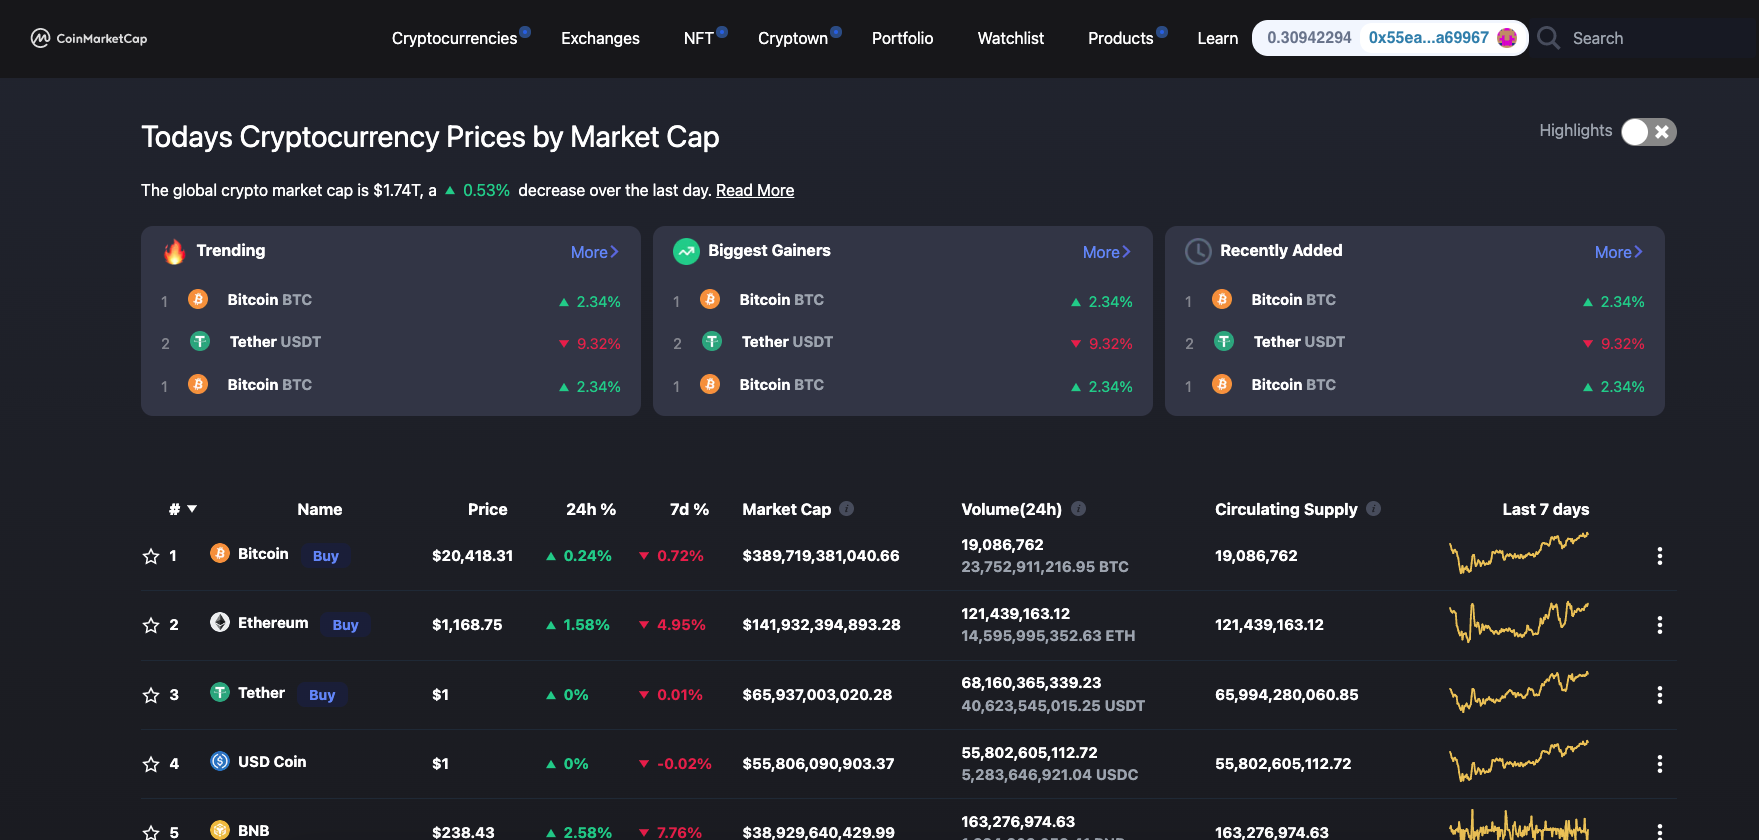 CoinMarketCap Cryptocurrencies Exchanges NFT Cryptown Portfolio Watchlist Products Learn 0.30942294 0x55ea...a69967 Search
Todays Cryptocurrency Prices by Market Cap
Highlights
The global crypto market cap is $1.74T, a 0.53% decrease over the last day. Read More
Trending More
1 Bitcoin BTC 2.34%
2 Tether USDT 9.32%
1 Bitcoin BTC 2.34%
Biggest Gainers More
1 Bitcoin BTC 2.34%
2 Tether USDT 9.32%
1 Bitcoin BTC 2.34%
Recently Added More
1 Bitcoin BTC 2.34%
2 Tether USDT 9.32%
1 Bitcoin BTC 2.34%
# Name Price 24h % 7d % Market Cap Volume(24h) Circulating Supply Last 7 days
1 Bitcoin Buy $20,418.31 0.24% 0.72% $389,719,381,040.66 19,086,762 19,086,762
23,752,911,216.95 BTC
2 Ethereum Buy $1,168.75 1.58% 4.95% $141,932,394,893.28 121,439,163.12 121,439,163.12
14,595,995,352.63 ETH
3 Tether Buy $1 0% 0.01% $65,937,003,020.28 68,160,365,339.23 65,994,280,060.85
40,623,545,015.25 USDT
4 USD Coin $1 0% -0.02% $55,806,090,903.37 55,802,605,112.72 55,802,605,112.72
5,283,646,921.04 USDC
5 BNB $238.43 2.58% 7.76% $38,929,640,429.99 163,276,974.63 163,276,974.63